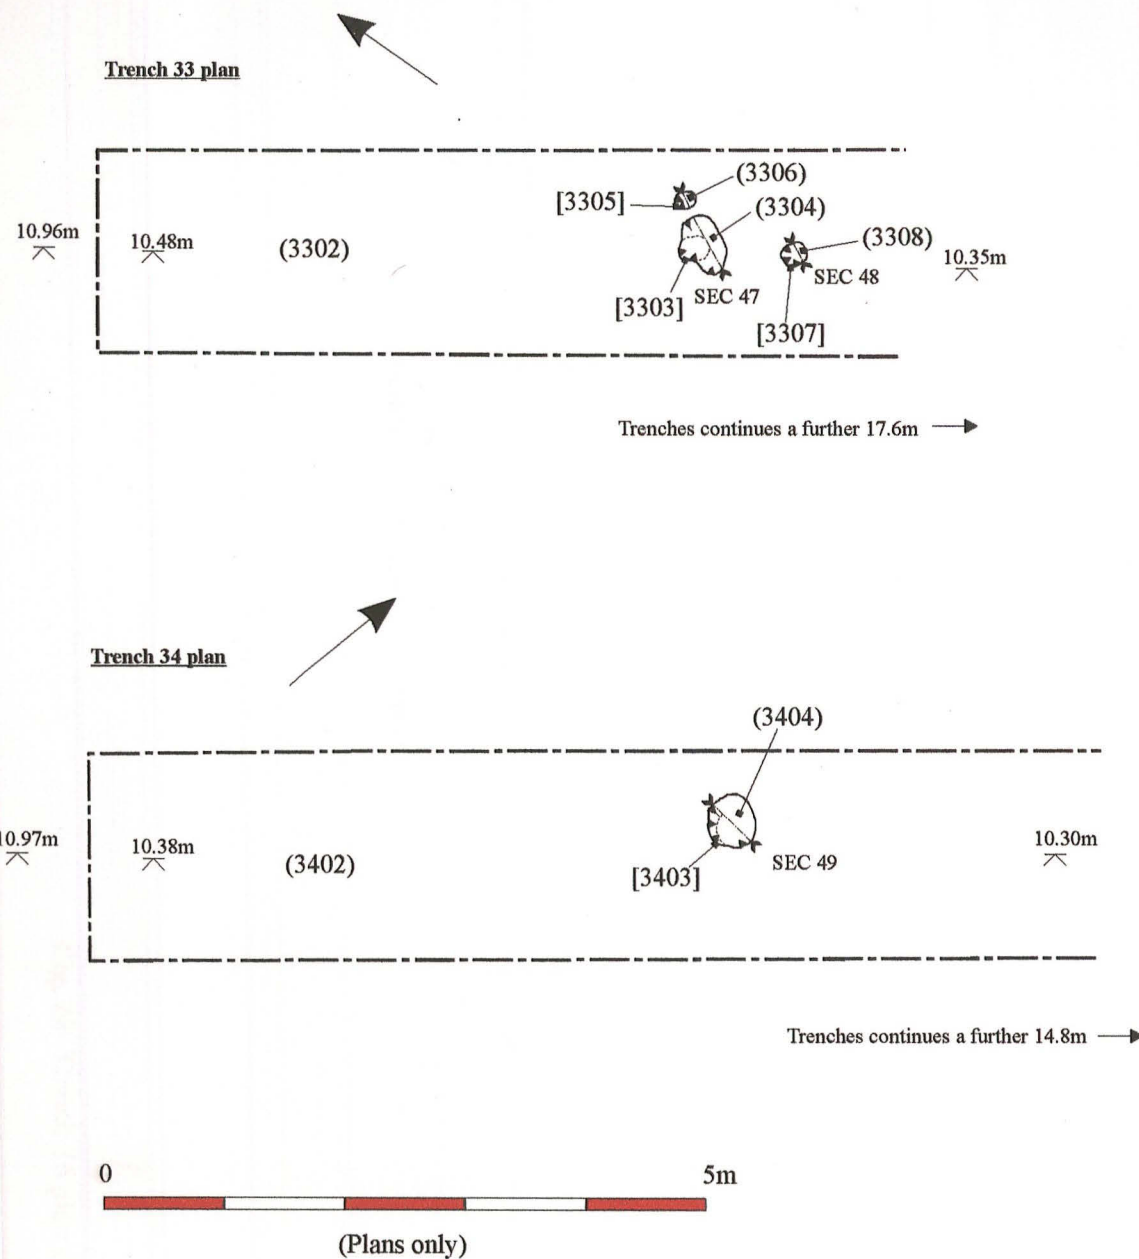 Trench 33 plan
(3306)
[3305]
(3304)
10.96m
10.48m
(3302)
(3308)
10.35m
SEC 48
[3303]
SEC 47
[3307]
Trenches continues a further 17.6m
Trench 34 plan
(3404)
10.97m
10.38m
(3402)
10.30m
[3403]
SEC 49
Trenches continues a further 14.8m
0
5m
(Plans only)